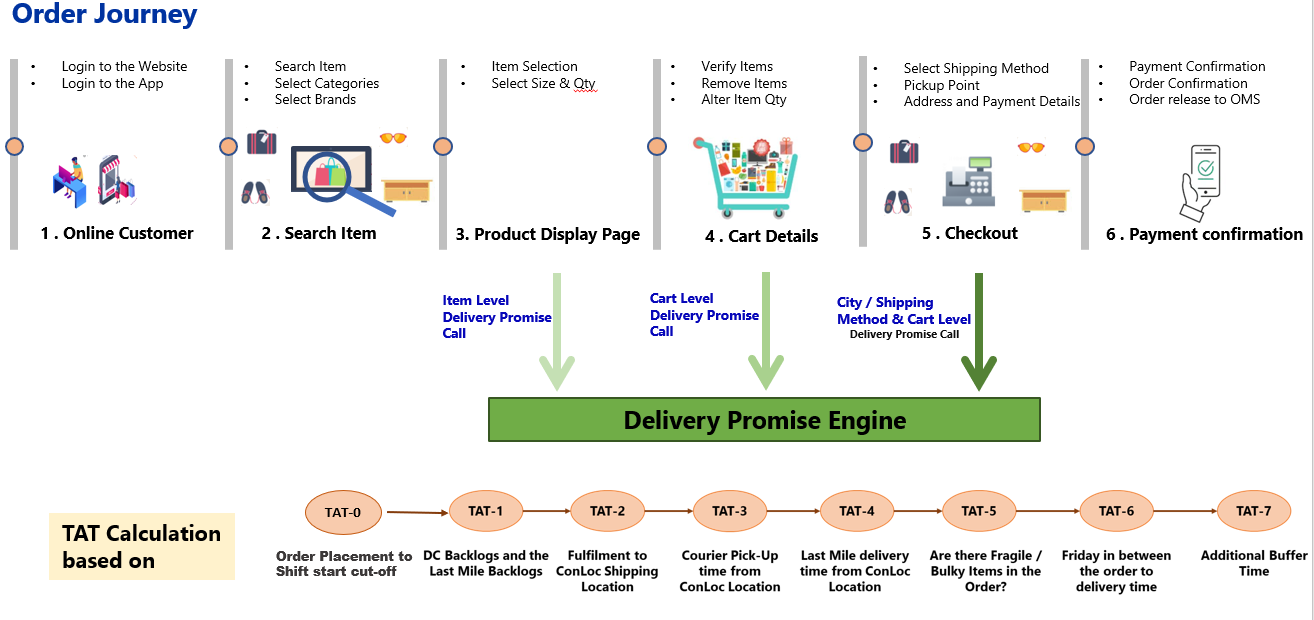 Order Journey
• Login to the Website
• Login to the App
1 . Online Customer
• Search Item
• Select Categories
• Select Brands
2 . Search Item
• Item Selection
• Select Size & Qty
3. Product Display Page
• Verify Items
• Remove Items
• Alter Item Qty
4 . Cart Details
• Select Shipping Method
• Pickup Point
• Address and Payment Details
5 . Checkout
• Payment Confirmation
• Order Confirmation
• Order release to OMS
6 . Payment confirmation
Item Level
Delivery Promise
Call
Cart Level
Delivery Promise
Call
City / Shipping
Method & Cart Level
Delivery Promise Call
Delivery Promise Engine
TAT Calculation
based on
TAT-0
Order Placement to
Shift start cut-off
TAT-1
DC Backlogs and the
Last Mile Backlogs
TAT-2
Fulfilment to
ConLoc Shipping
Location
TAT-3
Courier Pick-Up
time from
ConLoc Location
TAT-4
Last Mile delivery
time from ConLoc
Location
TAT-5
Are there Fragile /
Bulky Items in the
Order?
TAT-6
Friday in between
the order to
delivery time
TAT-7
Additional Buffer
Time